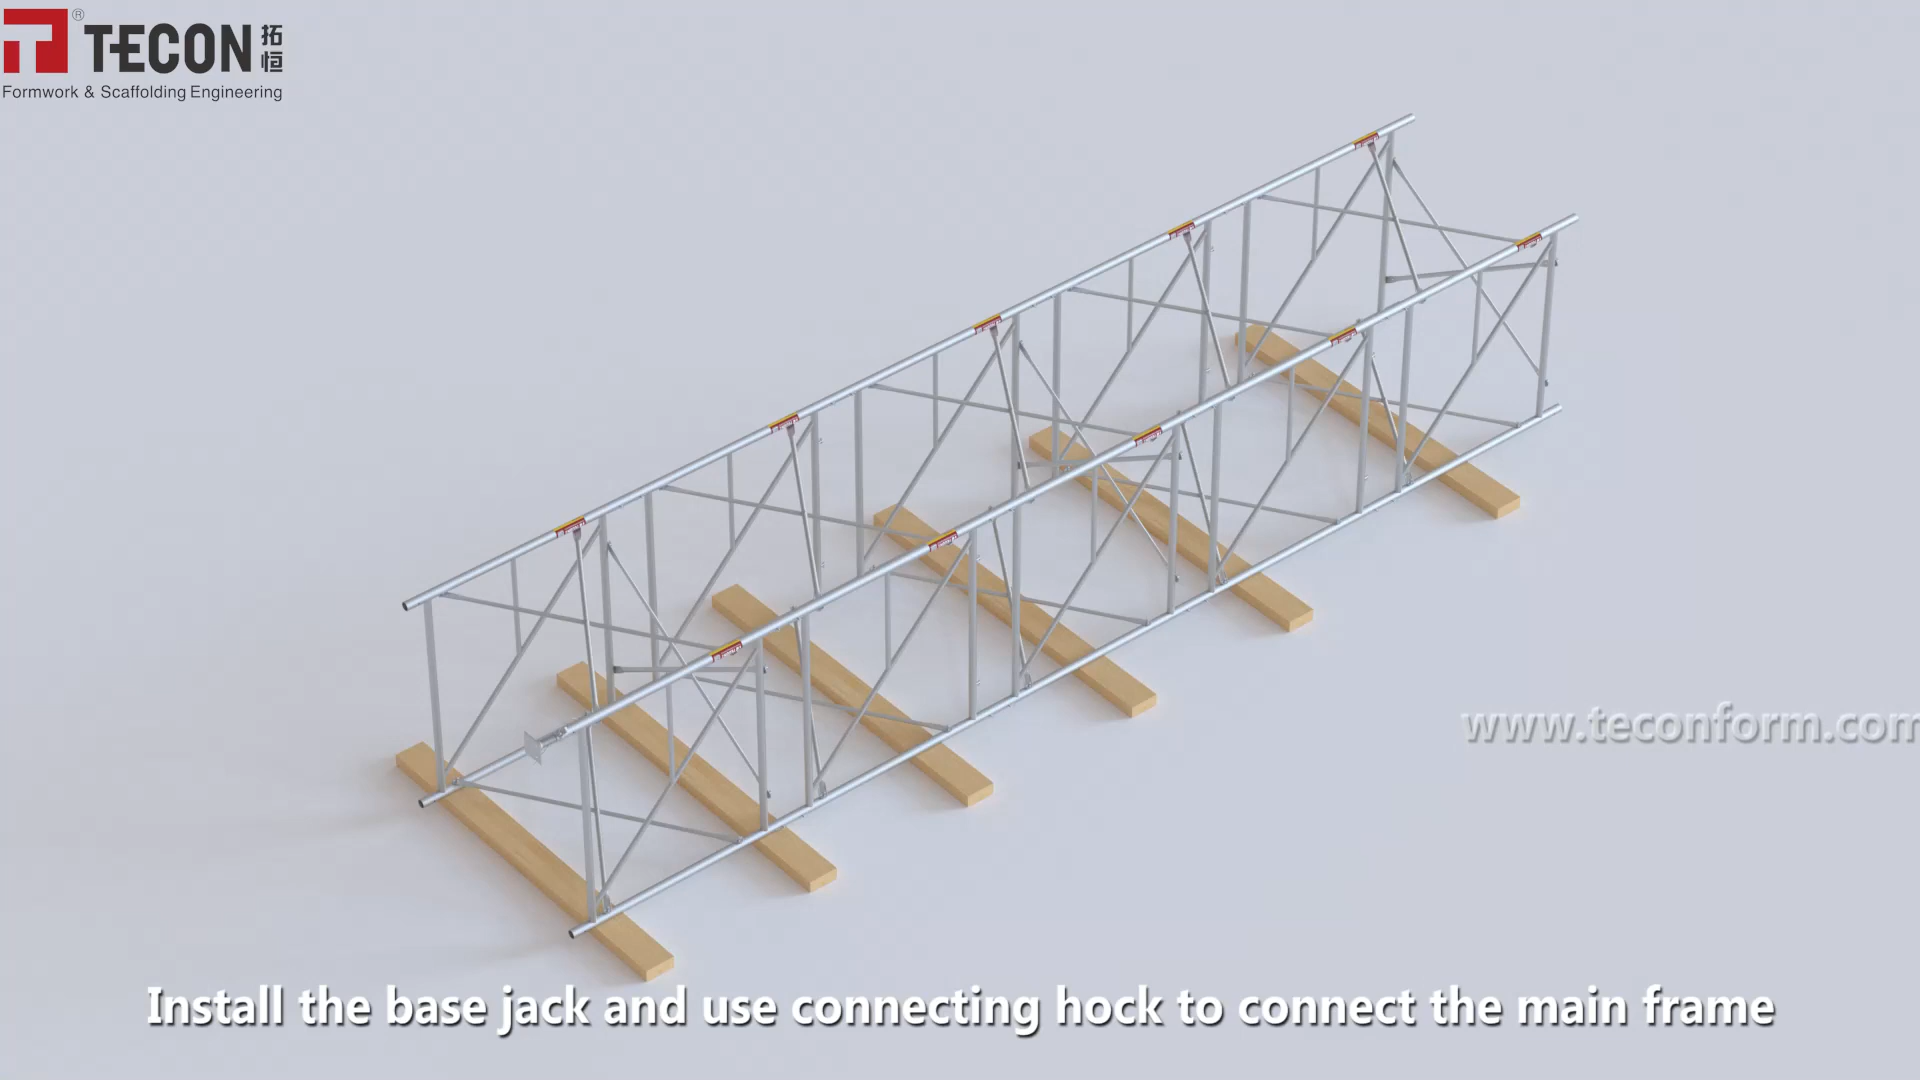 TECON 拓恒
®
Formwork & Scaffolding Engineering
www.teconform.com
Install the base jack and use connecting hock to connect the main frame